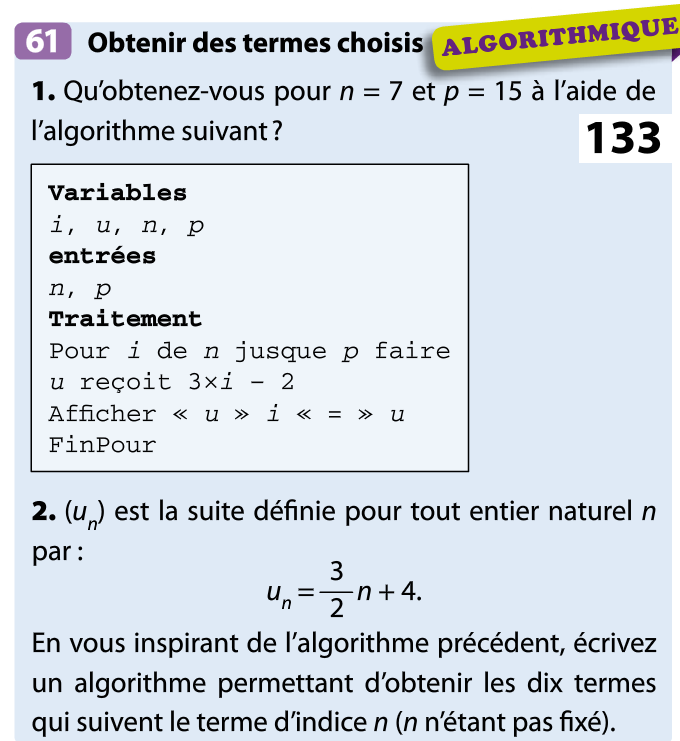 61 Obtenir des termes choisis ALGORITHMIQUE
1. Qu’obtenez-vous pour n = 7 et p = 15 à l’aide de
l’algorithme suivant ?
133
Variables
i, u, n, p
entrées
n, p
Traitement
Pour i de n jusque p faire
u reçoit 3×i – 2
Afficher « u » i « = » u
FinPour
2. (uₙ) est la suite définie pour tout entier naturel n
par :
uₙ = 3/2 n + 4.
En vous inspirant de l’algorithme précédent, écrivez
un algorithme permettant d’obtenir les dix termes
qui suivent le terme d’indice n (n n’étant pas fixé).